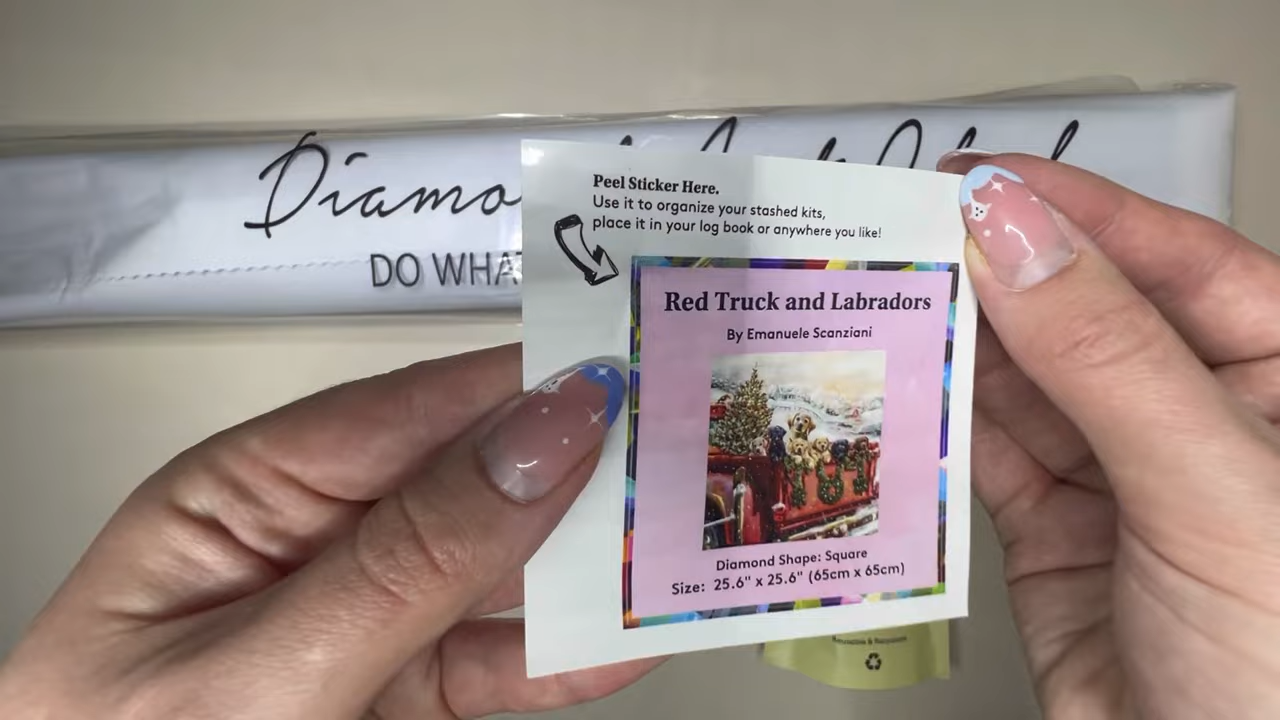 Diamo
DO WHA
Peel Sticker Here.
Use it to organize your stashed kits,
place it in your log book or anywhere you like!
Red Truck and Labradors
By Emanuele Scanziani
Diamond Shape: Square
Size: 25.6" x 25.6" (65cm x 65cm)